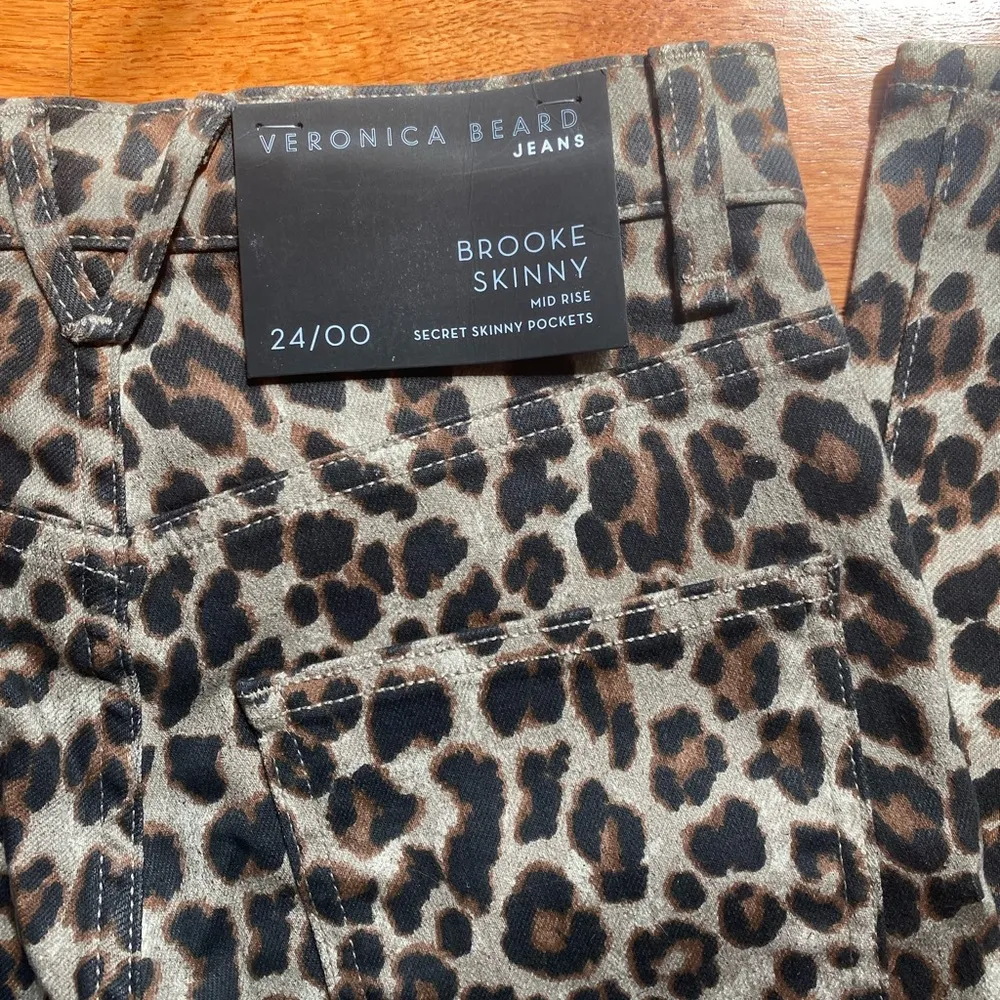 VERONICA BEARD
JEANS
BROOKE
SKINNY
MID RISE
24/00
SECRET SKINNY POCKETS